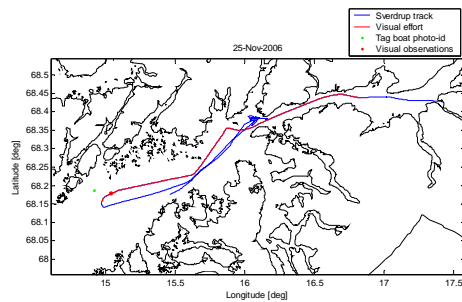 Sverdrup track
Visual effort
Tag boat photo-id
Visual observations
25-Nov-2006
68.5
68.45
68.4
68.35
68.3
68.25
68.2
68.15
68.1
68.05
68
Latitude [deg]
15
15.5
16
16.5
17
17.5
Longitude [deg]